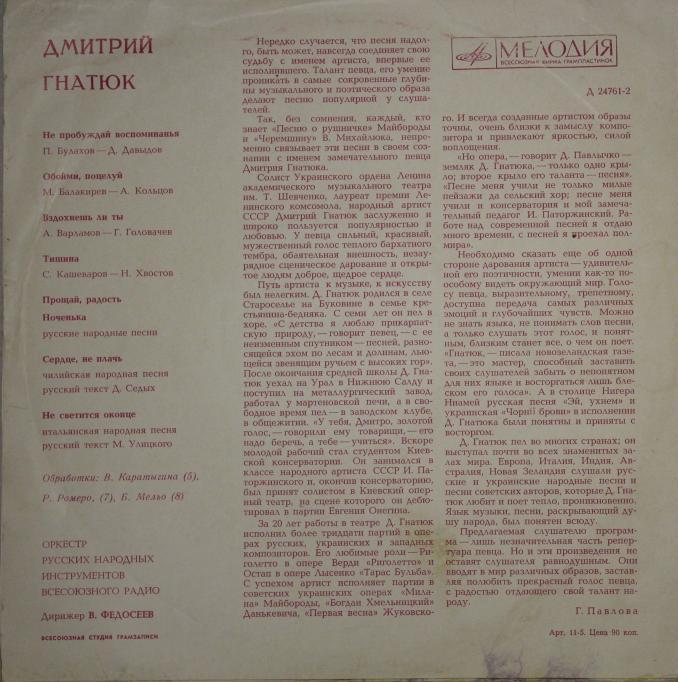 ДМИТРИЙ
ГНАТЮК
Не пробуждай воспоминанья
П. Булахов — Д. Давыдов
Обойми, поцелуй
М. Балакирев — А. Кольцов
Вздохнешь ли ты
А. Варламов — Г. Головачев
Тишина
С. Кашеваров — Н. Хвостов
Прощай, радость
Ноченька
русские народные песни
Сердце, не плачь
чилийская народная песня
русский текст Д. Седых
Не светится оконце
итальянская народная песня
русский текст М. Улицкого
Обработки: В. Каратыгина (5),
Р. Ромеро, (7), Б. Мельо (8)
ОРКЕСТР
РУССКИХ НАРОДНЫХ
ИНСТРУМЕНТОВ
ВСЕСОЮЗНОГО РАДИО
Дирижер В. ФЕДОСЕЕВ
ВСЕСОЮЗНАЯ СТУДИЯ ГРАМЗАПИСИ
Нередко случается, что песня надол-
го, быть может, навсегда соединяет свою
судьбу с именем артиста, впервые ее
исполнившего. Талант певца, его умение
проникать в самые сокровенные глуби-
ны музыкального и поэтического образа
делают песню популярной у слуша-
телей.
Так, без сомнения, каждый, кто
знает «Песню о рушничке» Майбороды
и «Черемшину» В. Михайлюка, непре-
менно связывает эти песни в своем соз-
нании с именем замечательного певца
Дмитрия Гнатюка.
Солист Украинского ордена Ленина
академического музыкального театра
им. Т. Шевченко, лауреат премии Ле-
нинского комсомола, народный артист
СССР Дмитрий Гнатюк заслуженно и
широко пользуется популярностью и
любовью. У певца сильный, красивый,
мужественный голос теплого бархатного
тембра, обаятельная внешность, незау-
рядное сценическое дарование и откры-
тое людям доброе, щедрое сердце.
Путь артиста к музыке, к искусству
был нелегким. Д. Гнатюк родился в селе
Староселье на Буковине в семье кре-
стьянина-бедняка. С семи лет он пел в
хоре. «С детства я люблю прикарпат-
скую природу, — говорит певец, — с ее
неизменным спутником — песней, разно-
сящейся эхом по лесам и долинам, лью-
щейся звенящим ручьем с высоких гор».
После окончания средней школы Д. Гна-
тюк уехал на Урал в Нижнюю Салду и
поступил на металлургический завод,
работал у мартеновской печи, а в сво-
бодное время пел — в заводском клубе,
в общежитии. «У тебя, Дмитро, золотой
голос, — говорили ему товарищи, — его
надо беречь, а тебе — учиться». Вскоре
молодой рабочий стал студентом Киев-
ской консерватории. Он занимался в
классе народного артиста СССР И. Па-
торжинского и, окончив консерваторию,
был принят солистом в Киевский опер-
ный театр, на сцене которого он дебю-
тировал в партии Евгения Онегина.
За 20 лет работы в театре Д. Гнатюк
исполнил более тридцати партий в опе-
рах русских, украинских и западных
композиторов. Его любимые роли — Ри-
голетто в опере Верди «Риголетто» и
Остап в опере Лысенко «Тарас Бульба».
С успехом артист исполняет партии в
советских украинских операх «Мила-
на» Майбороды, «Богдан Хмельницкий»
Данькевича, «Первая весна» Жуковско-
МЕЛОДИЯ
ВСЕСОЮЗНАЯ ФИРМА ГРАМПЛАСТИНОК
Д 24761-2
го. И всегда созданные артистом образы
точны, очень близки к замыслу компо-
зитора и привлекают яркостью, силой
воплощения.
«Но опера, — говорит Д. Павлычко —
земляк Д. Гнатюка, — только одно кры-
ло; второе крыло его таланта — песня».
«Песне меня учили не только милые
пейзажи да сельский хор; песне меня
учили и консерватория и мой замеча-
тельный педагог И. Паторжинский. Ра-
боте над современной песней я отдаю
много времени, с песней я проехал пол-
мира».
Необходимо сказать еще об одной
стороне дарования артиста — удивитель-
ной его поэтичности, умении как-то по-
особому видеть окружающий мир. Голо-
су певца, выразительному, трепетному,
доступна передача самых различных
эмоций и глубочайших чувств. Можно
не знать языка, не понимать слов песни,
а только слушать этот голос, и понят-
ным, близким станет все, о чем он поет.
«Гнатюк, — писала новозеландская газе-
та, — это мастер, способный заставить
своих слушателей забыть о непонятном
для них языке и восторгаться лишь бле-
ском его голоса». А в столице Нигера
Ниамей русская песня «Эй, ухнем» и
украинская «Чорнії брови» в исполнении
Д. Гнатюка были понятны и приняты с
восторгом.
Д. Гнатюк пел во многих странах; он
выступал почти во всех знаменитых за-
лах мира. Европа, Италия, Индия, Ав-
стралия, Новая Зеландия слушали рус-
ские и украинские народные песни и
песни советских авторов, которые Д. Гна-
тюк любит и поет тепло, проникновенно.
Язык музыки, песни, раскрывающий ду-
шу народа, был понятен всюду.
Предлагаемая слушателю програм-
ма — лишь незначительная часть репер-
туара певца. Но и эти произведения не
оставят слушателя равнодушным. Они
вводят в мир различных образов, застав-
ляя полюбить прекрасный голос певца,
с радостью отдающего свой талант на-
роду.
Г. Павлова
Арт. 11-5. Цена 90 коп.